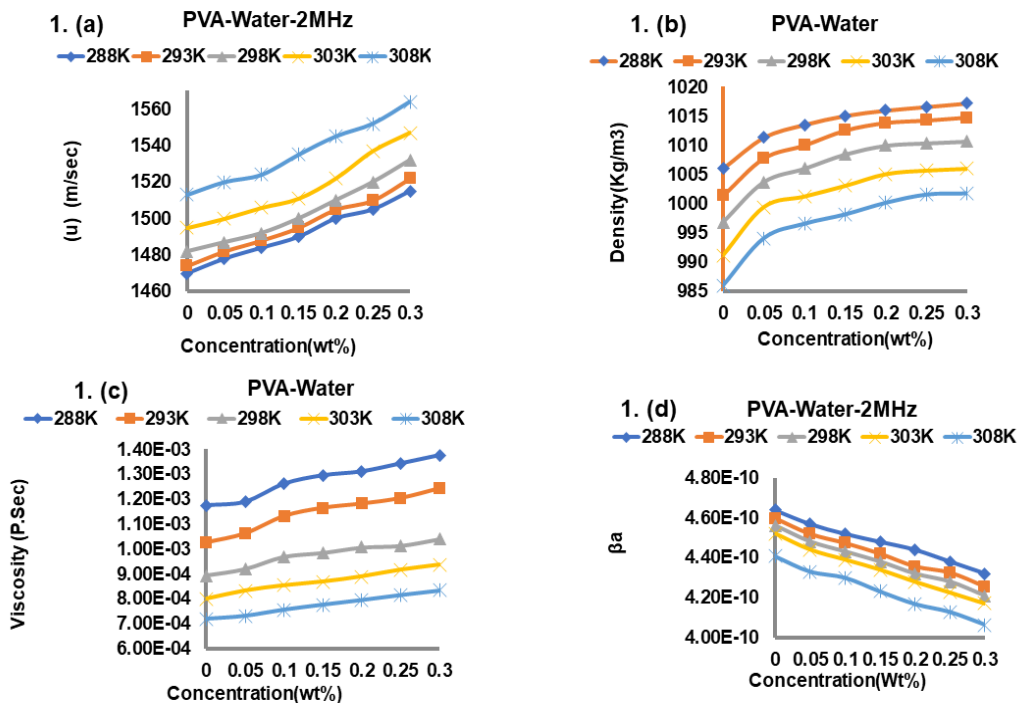 1. (a) PVA-Water-2MHz
288K 293K 298K 303K 308K
1560
1540
1520
1500
1480
1460
(u) (m/sec)
0 0.05 0.1 0.15 0.2 0.25 0.3
Concentration(wt%)
1. (b) PVA-Water
288K 293K 298K 303K 308K
1020
1015
1010
1005
1000
995
990
985
Density(Kg/m3)
0 0.05 0.1 0.15 0.2 0.25 0.3
Concentration(wt%)
1. (c) PVA-Water
288K 293K 298K 303K 308K
1.40E-03
1.30E-03
1.20E-03
1.10E-03
1.00E-03
9.00E-04
8.00E-04
7.00E-04
6.00E-04
Viscosity (P.Sec)
0 0.05 0.1 0.15 0.2 0.25 0.3
Concentration(wt%)
1. (d) PVA-Water-2MHz
288K 293K 298K 303K 308K
4.80E-10
4.60E-10
4.40E-10
4.20E-10
4.00E-10
βa
0 0.05 0.1 0.15 0.2 0.25 0.3
Concentration(Wt%)